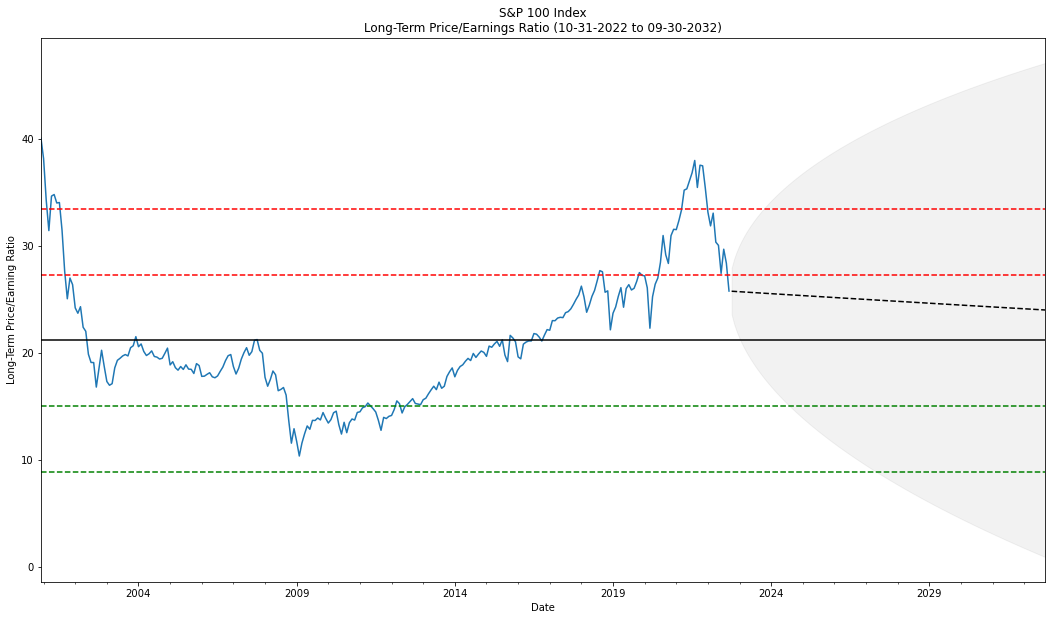 S&P 100 Index
Long-Term Price/Earnings Ratio (10-31-2022 to 09-30-2032)
Long-Term Price/Earning Ratio
40
30
20
10
0
2004 2009 2014 2019 2024 2029
Date